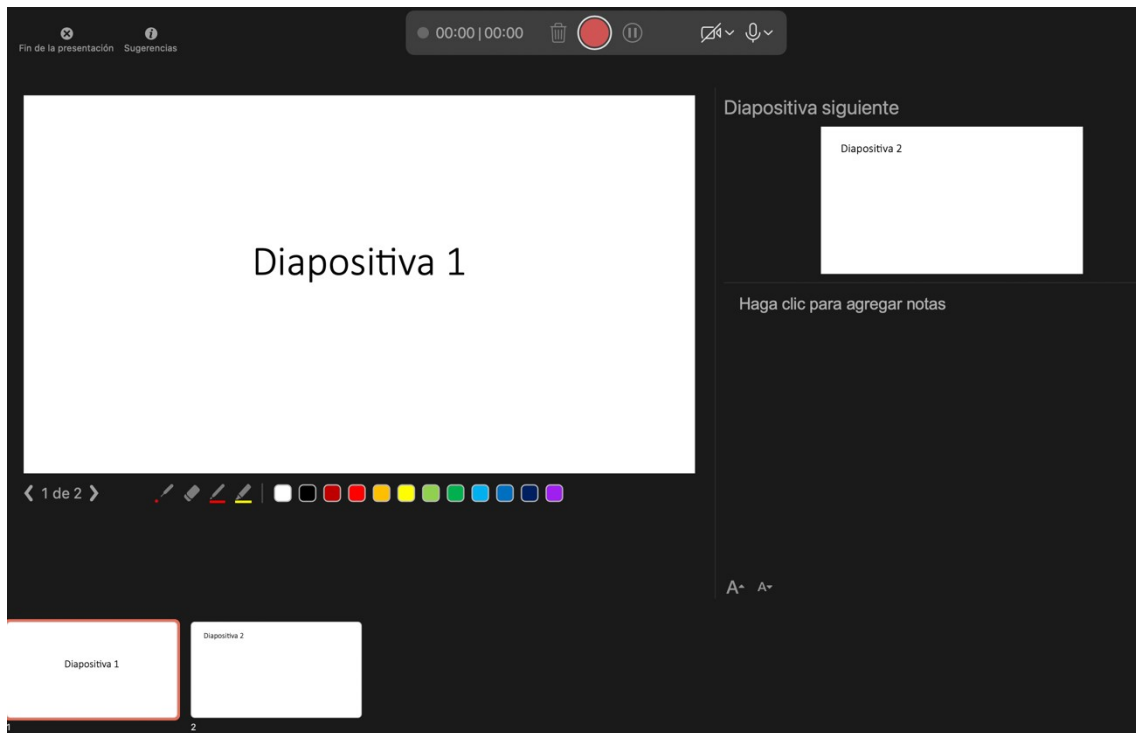 Fin de la presentación
Sugerencias
00:00 | 00:00
Diapositiva 1
Diapositiva siguiente
Diapositiva 2
Haga clic para agregar notas
1 de 2
A A
Diapositiva 1
1
Diapositiva 2
2